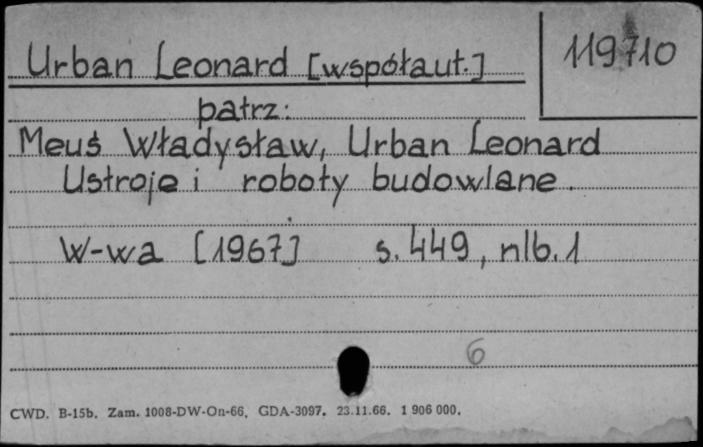 Urban Leonard [współaut.]
119710
patrz:
Meuś Władysław, Urban Leonard
Ustroje i roboty budowlane.
W-wa [1967] s. 449, nlb. 1
6
CWD. B-15b. Zam. 1008-DW-On-66, GDA-3097. 23.11.66. 1 906 000.